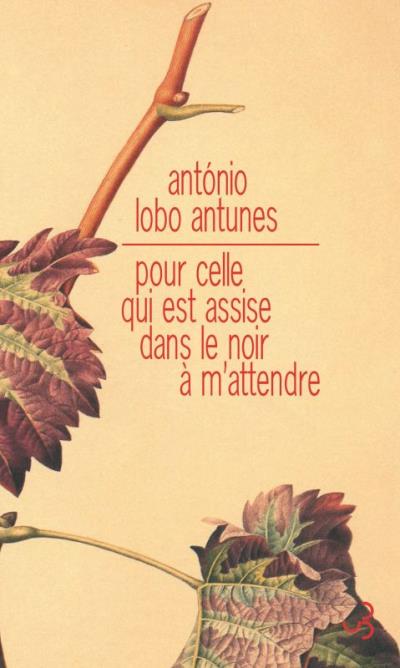 antónio
lobo antunes
pour celle
qui est assise
dans le noir
à m'attendre